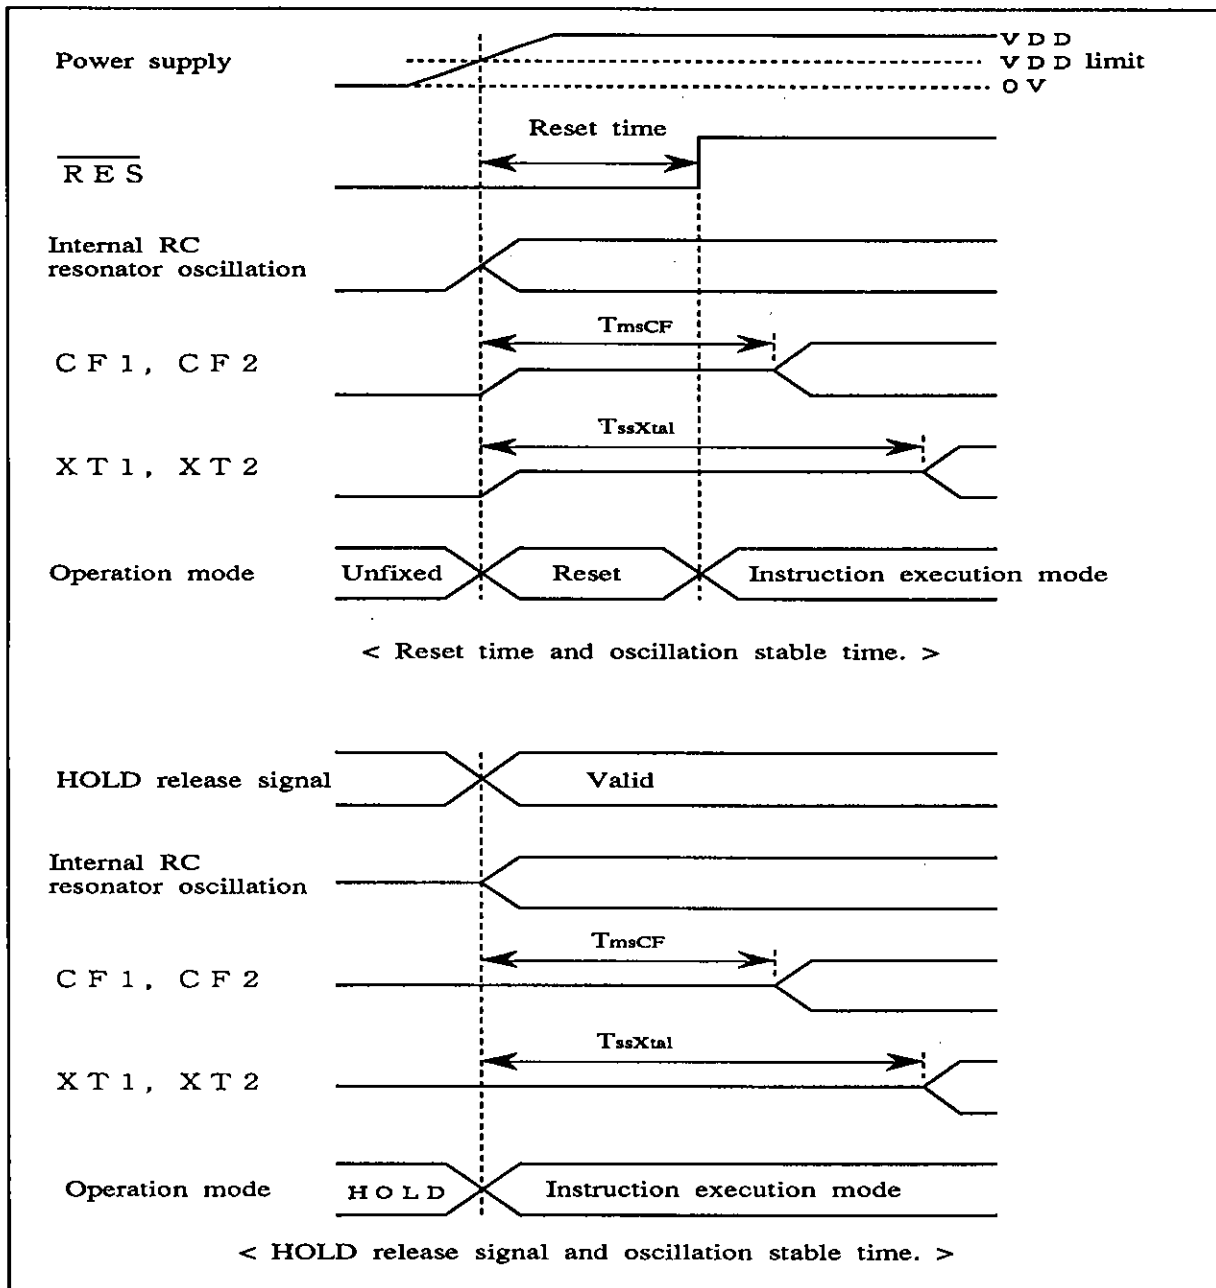 Power supply
VDD
VDD limit
0V
Reset time
RES
Internal RC
resonator oscillation
TmsCF
CF1, CF2
TssXtal
XT1, XT2
Operation mode
Unfixed
Reset
Instruction execution mode
< Reset time and oscillation stable time. >
HOLD release signal
Valid
Internal RC
resonator oscillation
TmsCF
CF1, CF2
TssXtal
XT1, XT2
Operation mode
HOLD
Instruction execution mode
< HOLD release signal and oscillation stable time. >